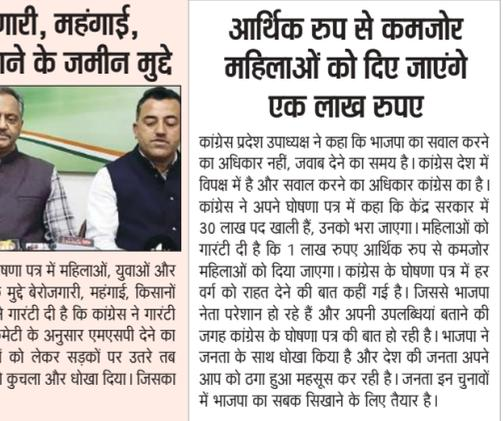 गारी, महंगाई,
ाने के जमीन मुद्दे
षणा पत्र में महिलाओं, युवाओं और
मुद्दे बेरोजगारी, महंगाई, किसानों
गारंटी दी है कि कांग्रेस ने गारंटी
मेटी के अनुसार एमएसपी देने का
को लेकर सड़कों पर उतरे तब
कुचला और धोखा दिया। जिसका
आर्थिक रुप से कमजोर
महिलाओं को दिए जाएंगे
एक लाख रुपए
कांग्रेस प्रदेश उपाध्यक्ष ने कहा कि भाजपा का सवाल करने
का अधिकार नहीं, जवाब देने का समय है। कांग्रेस देश में
विपक्ष में है और सवाल करने का अधिकार कांग्रेस का है।
कांग्रेस ने अपने घोषणा पत्र में कहा कि केंद्र सरकार में
30 लाख पद खाली हैं, उनको भरा जाएगा। महिलाओं को
गारंटी दी है कि 1 लाख रुपए आर्थिक रुप से कमजोर
महिलाओं को दिया जाएगा। कांग्रेस के घोषणा पत्र में हर
वर्ग को राहत देने की बात कहीं गई है। जिससे भाजपा
नेता परेशान हो रहे हैं और अपनी उपलब्धियां बताने की
जगह कांग्रेस के घोषणा पत्र की बात हो रही है। भाजपा ने
जनता के साथ धोखा किया है और देश की जनता अपने
आप को ठगा हुआ महसूस कर रही है। जनता इन चुनावों
में भाजपा का सबक सिखाने के लिए तैयार है।